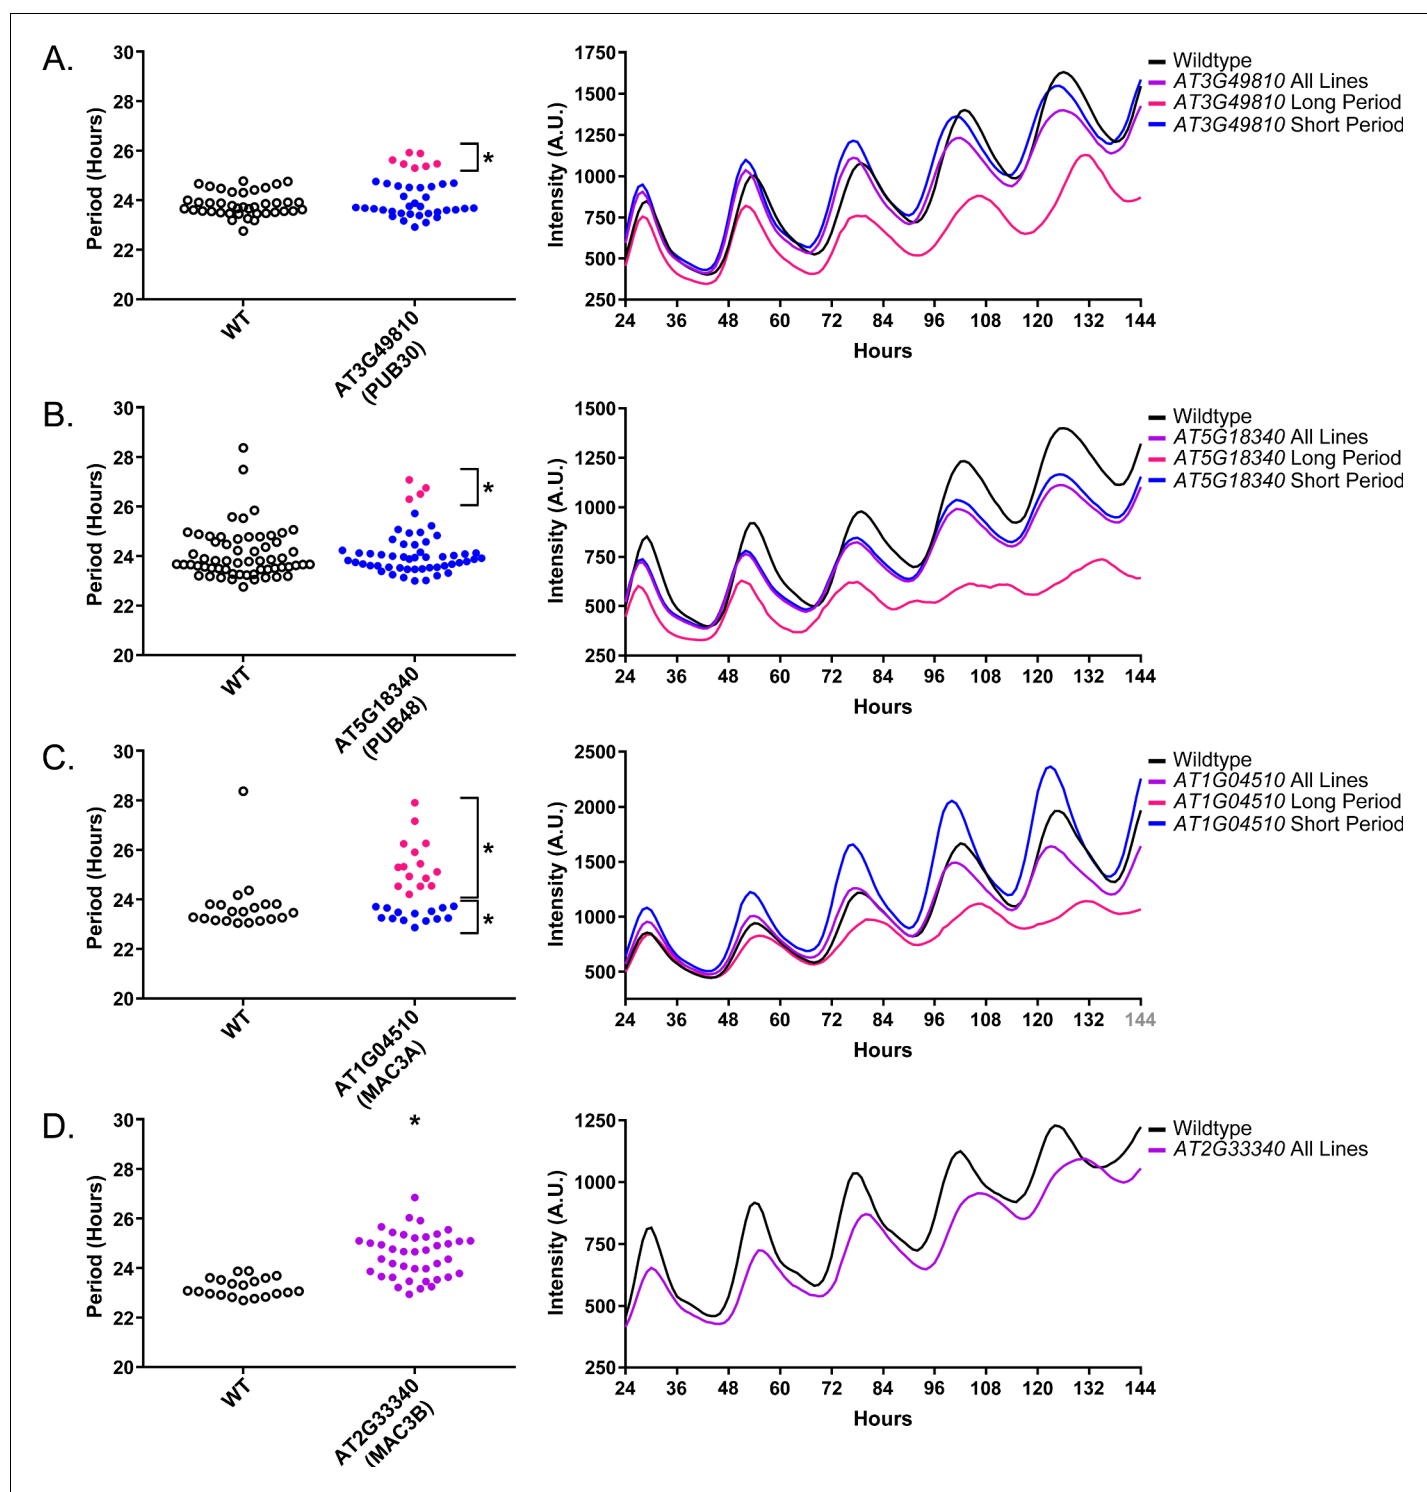 A.
30
28
26
24
22
20
Period (Hours)
*
WT
AT3G49810
(PUB30)
1750
1500
1250
1000
750
500
250
Intensity (A.U.)
24 36 48 60 72 84 96 108 120 132 144
Hours
Wildtype
AT3G49810 All Lines
AT3G49810 Long Period
AT3G49810 Short Period
B.
30
28
26
24
22
20
Period (Hours)
*
WT
AT5G18340
(PUB48)
1500
1250
1000
750
500
250
Intensity (A.U.)
24 36 48 60 72 84 96 108 120 132 144
Hours
Wildtype
AT5G18340 All Lines
AT5G18340 Long Period
AT5G18340 Short Period
C.
30
28
26
24
22
20
Period (Hours)
*
*
WT
AT1G04510
(MAC3A)
2500
2000
1500
1000
500
Intensity (A.U.)
24 36 48 60 72 84 96 108 120 132 144
Hours
Wildtype
AT1G04510 All Lines
AT1G04510 Long Period
AT1G04510 Short Period
D.
30
28
26
24
22
20
Period (Hours)
*
WT
AT2G33340
(MAC3B)
1250
1000
750
500
250
Intensity (A.U.)
24 36 48 60 72 84 96 108 120 132 144
Hours
Wildtype
AT2G33340 All Lines